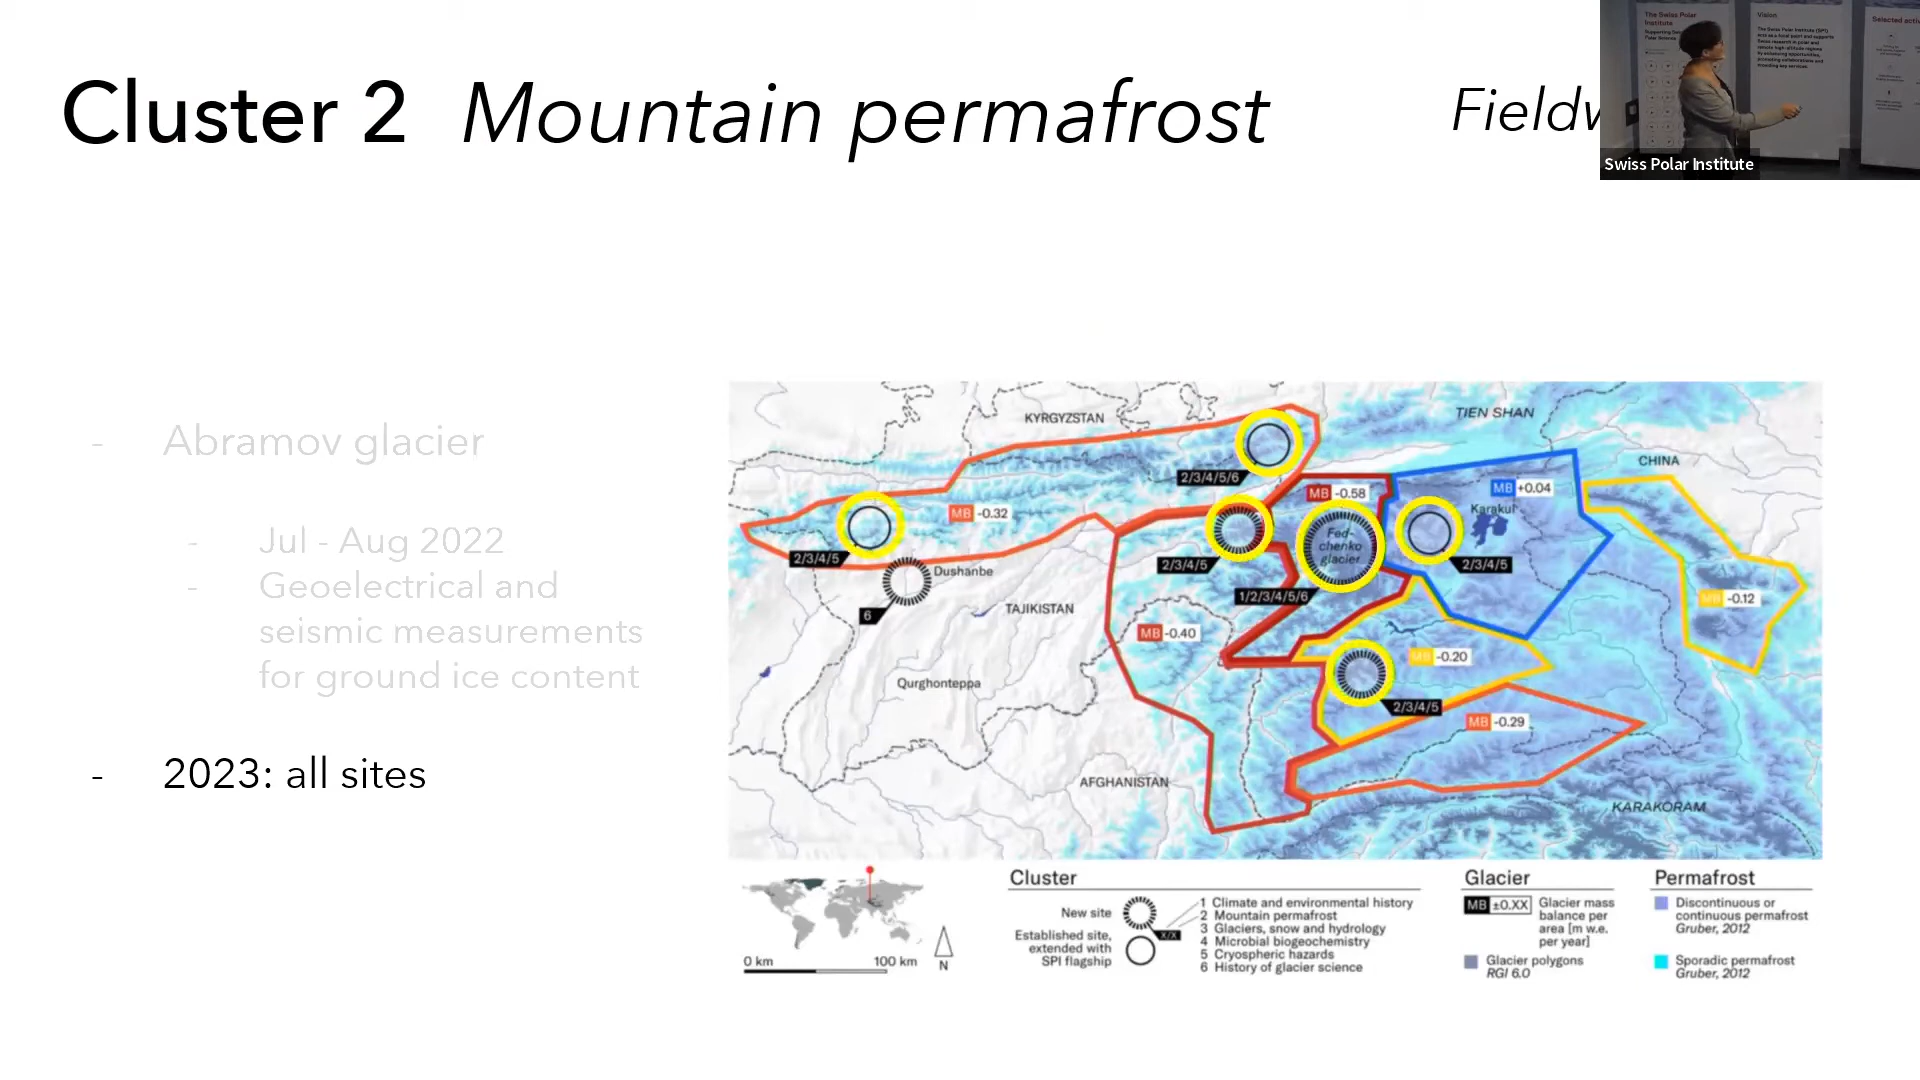 Cluster 2 Mountain permafrost
Fieldw
The Swiss Polar
Institute
Vision
Selected acti
Swiss Polar Institute
- Abramov glacier
- Jul - Aug 2022
- Geoelectrical and
seismic measurements
for ground ice content
- 2023: all sites
KYRGYZSTAN
TIEN SHAN
CHINA
2/3/4/5/6
MB -0.58
MB +0.04
Karakul
MB -0.32
Fed-
chenko
glacier
2/3/4/5
2/3/4/5
2/3/4/5
Dushanbe
1/2/3/4/5/6
MB -0.12
6
TAJIKISTAN
MB -0.40
MB -0.20
Qurghonteppa
2/3/4/5
MB -0.29
AFGHANISTAN
KARAKORAM
0 km 100 km
N
Cluster
New site
Established site,
extended with
SPI flagship
X/X
1 Climate and environmental history
2 Mountain permafrost
3 Glaciers, snow and hydrology
4 Microbial biogeochemistry
5 Cryospheric hazards
6 History of glacier science
Glacier
MB ±0.XX
Glacier mass
balance per
area [m w.e.
per year]
Glacier polygons
RGI 6.0
Permafrost
Discontinuous or
continuous permafrost
Gruber, 2012
Sporadic permafrost
Gruber, 2012